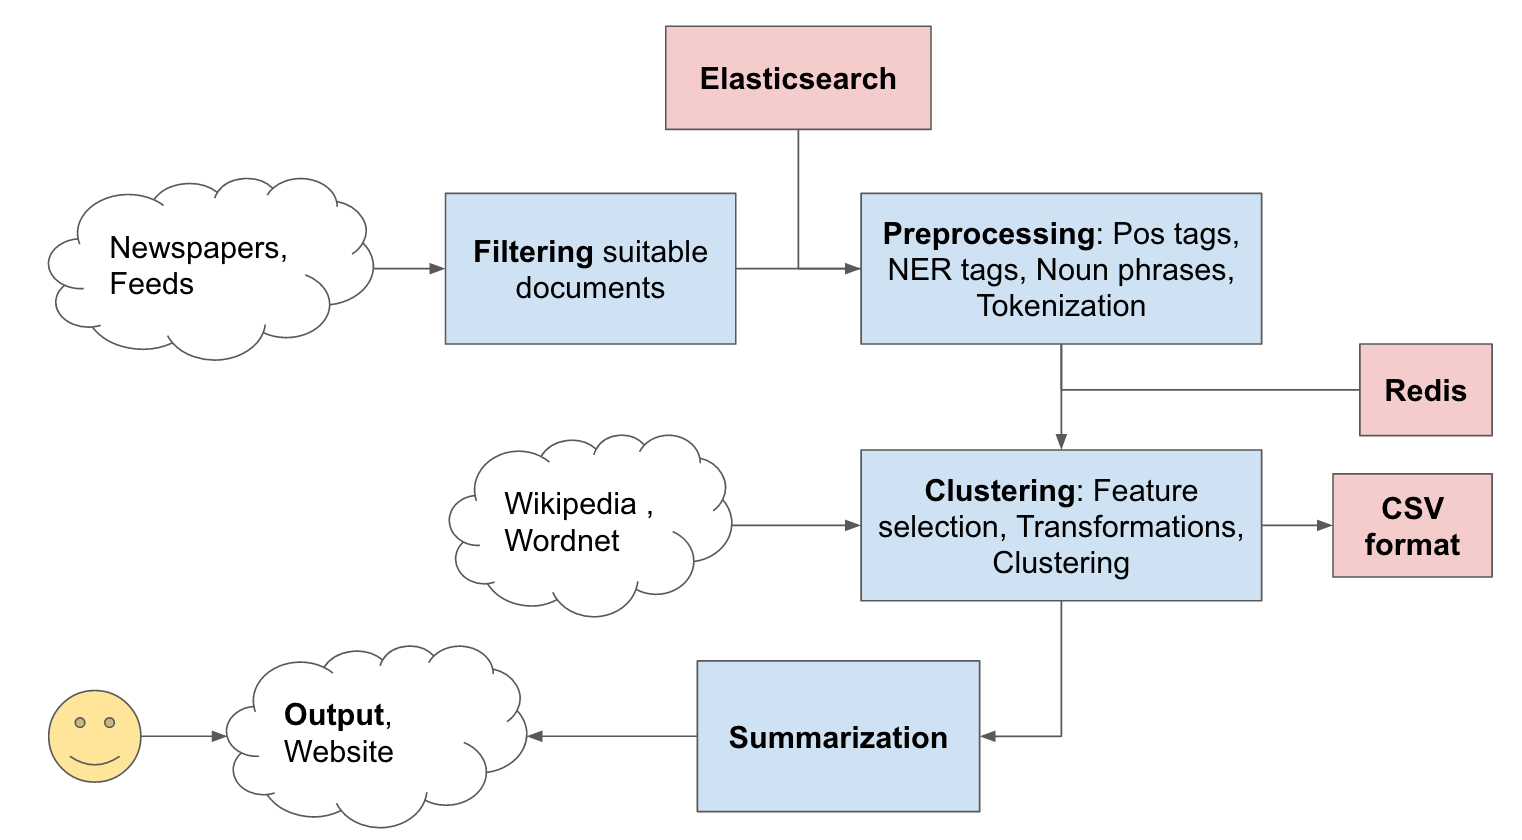 Elasticsearch
Newspapers,
Feeds
Filtering suitable
documents
Preprocessing: Pos tags,
NER tags, Noun phrases,
Tokenization
Redis
Wikipedia ,
Wordnet
Clustering: Feature
selection, Transformations,
Clustering
CSV
format
Output,
Website
Summarization